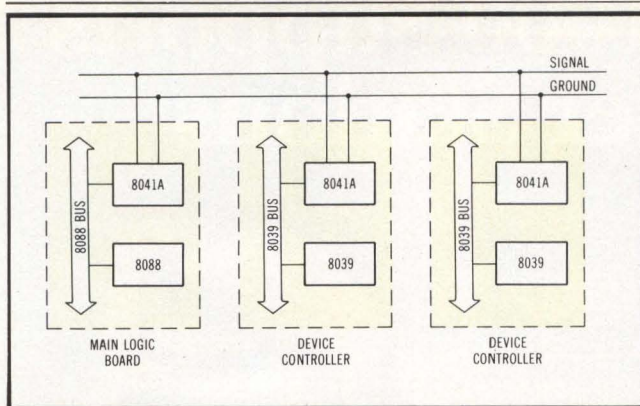 SIGNAL
GROUND
8088 BUS
8041A
8088
MAIN LOGIC
BOARD
8039 BUS
8041A
8039
DEVICE
CONTROLLER
8039 BUS
8041A
8039
DEVICE
CONTROLLER